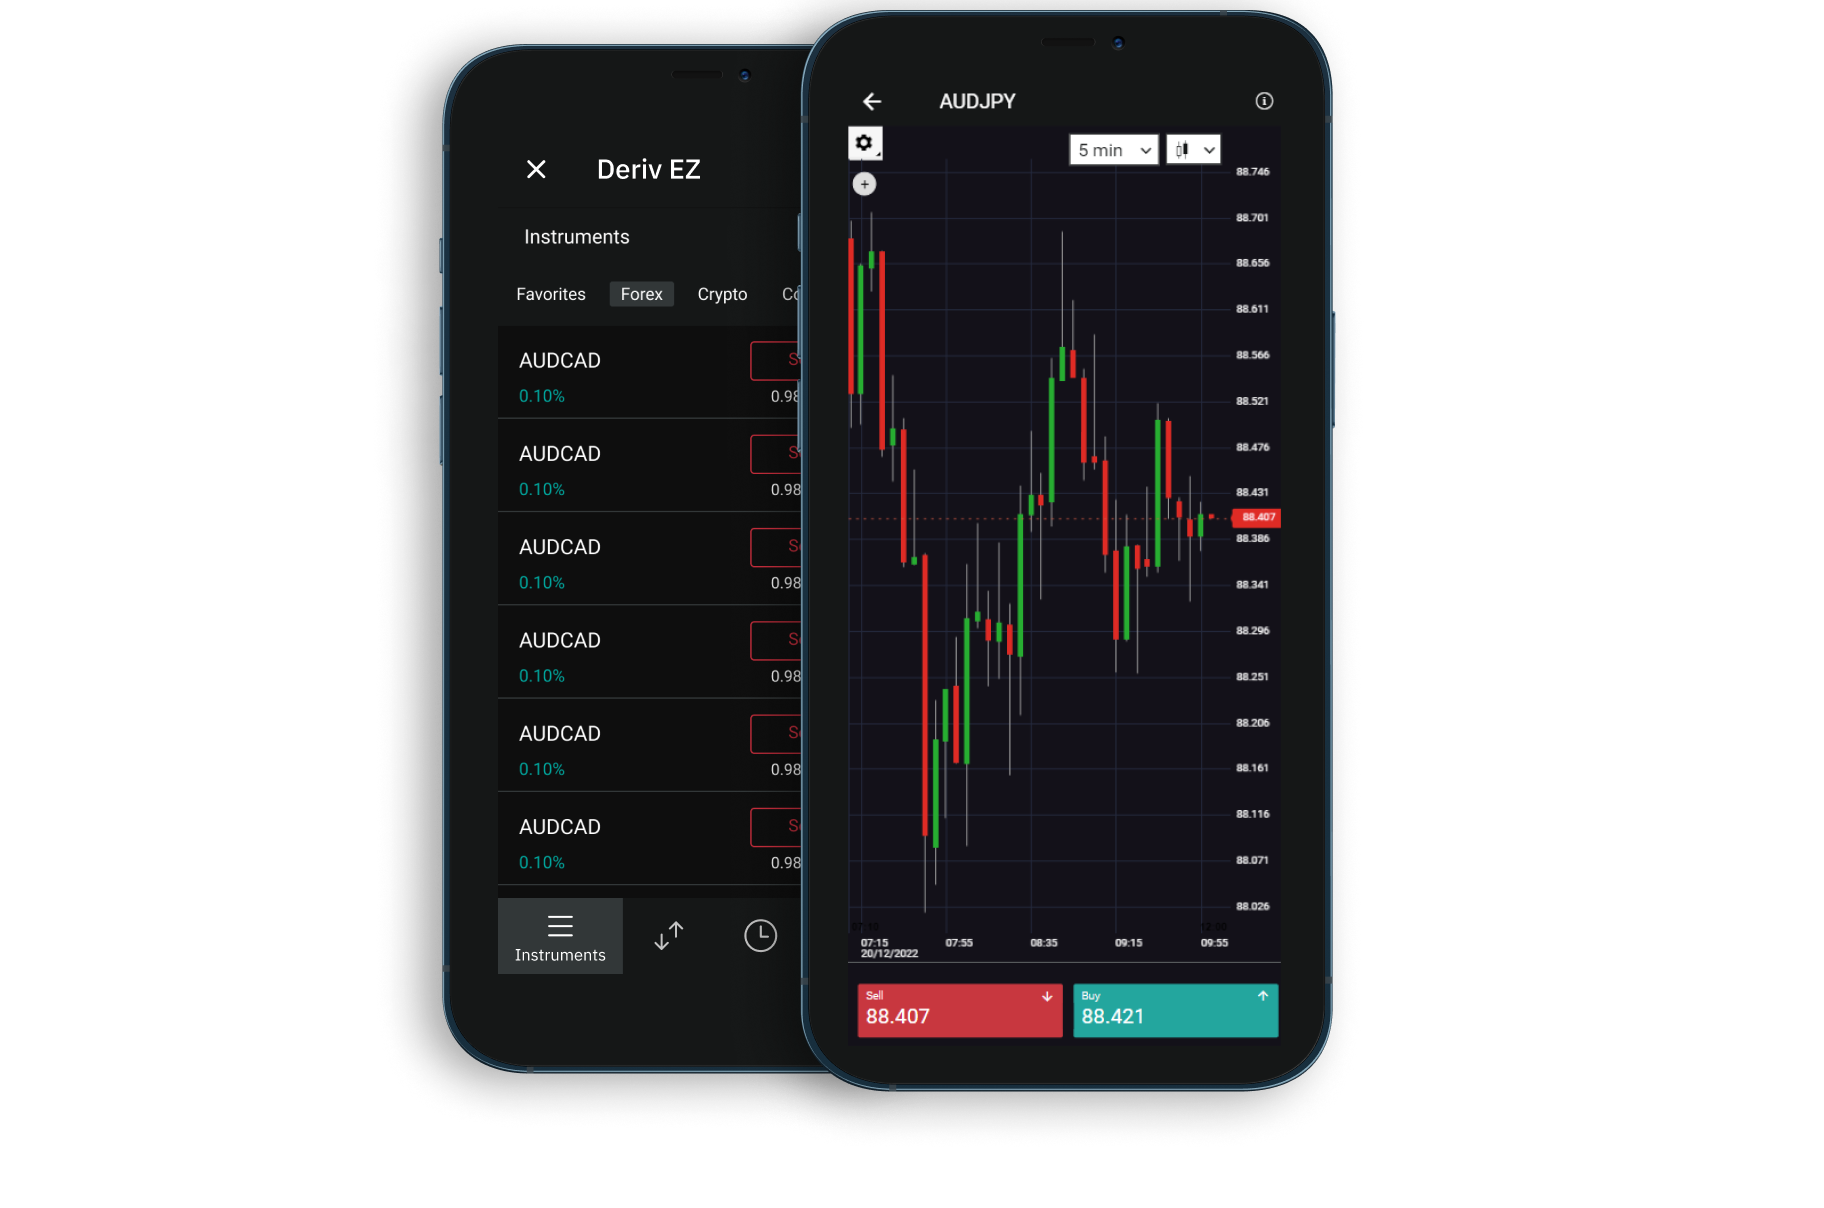 Deriv EZ
Instruments
Favorites Forex Crypto
AUDCAD
0.10% 0.98
AUDCAD
0.10% 0.98
AUDCAD
0.10% 0.98
AUDCAD
0.10% 0.98
AUDCAD
0.10% 0.98
AUDCAD
0.10% 0.98
Instruments
AUDJPY
5 min
88.746
88.701
88.656
88.611
88.566
88.521
88.476
88.431
88.407
88.386
88.341
88.296
88.251
88.206
88.161
88.116
88.071
88.026
07:10 12:00
07:15 07:55 08:35 09:15 09:55
20/12/2022
Sell
88.407
Buy
88.421